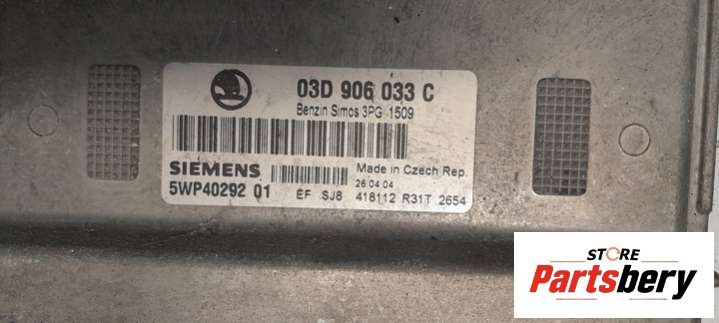 03D 906 033 C
Benzin Simos 3PG 1509
SIEMENS
Made in Czech Rep.
26.04.04
5WP40292 01
EF SJ8 418112 R31T 2654
STORE
Partsbery